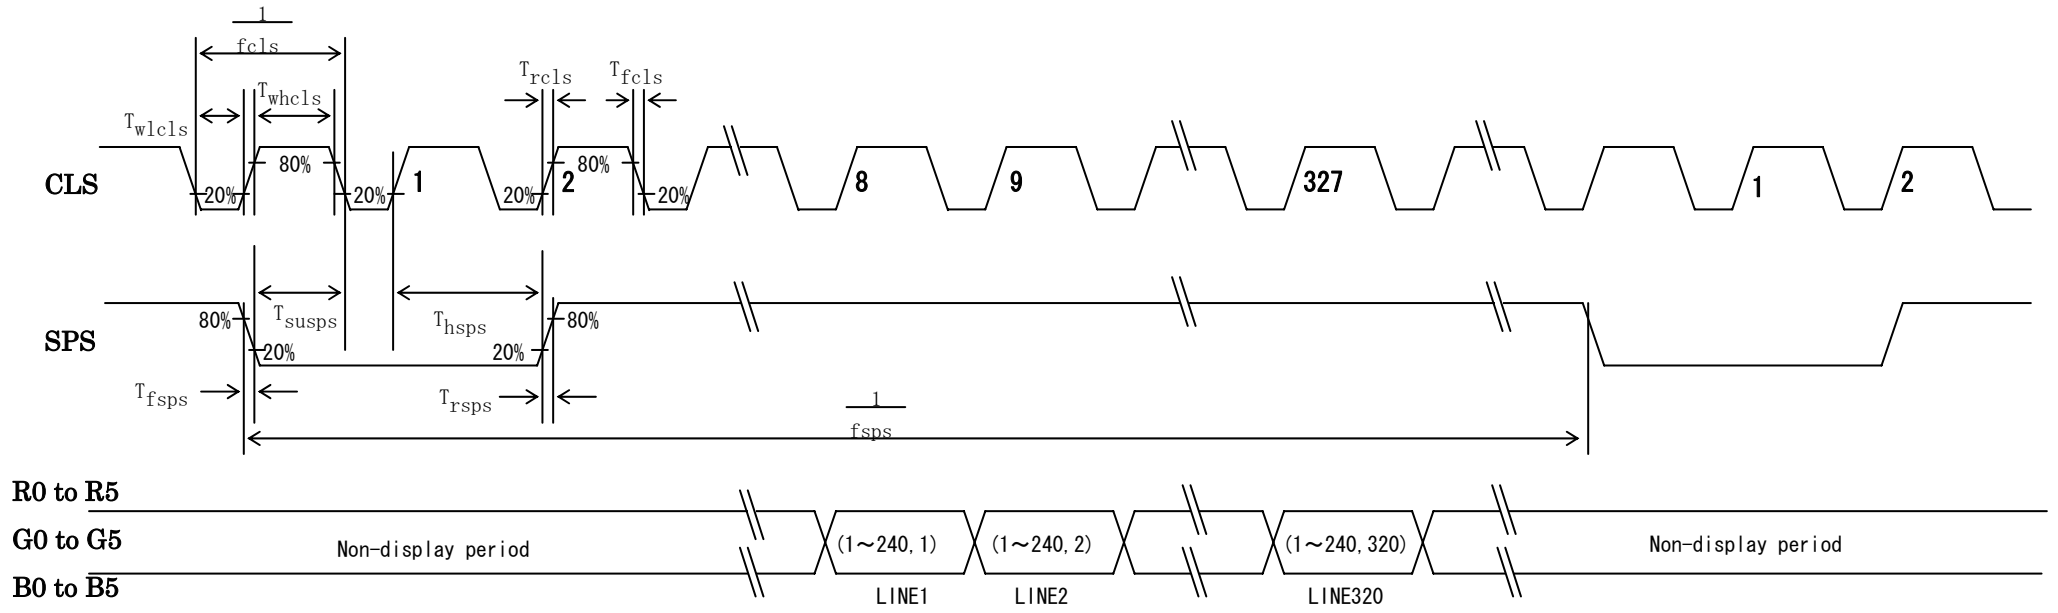 1
fcls
Twhcls
Twlcls
Trcls
Tfcls
CLS
20%
80%
20%
1
20%
2
80%
20%
8
9
327
1
2
SPS
80%
20%
Tsusps
Thsps
20%
80%
Tfsps
Trsps
1
fsps
R0 to R5
G0 to G5
B0 to B5
Non-display period
(1～240,1)
(1～240,2)
(1～240,320)
Non-display period
LINE1
LINE2
LINE320